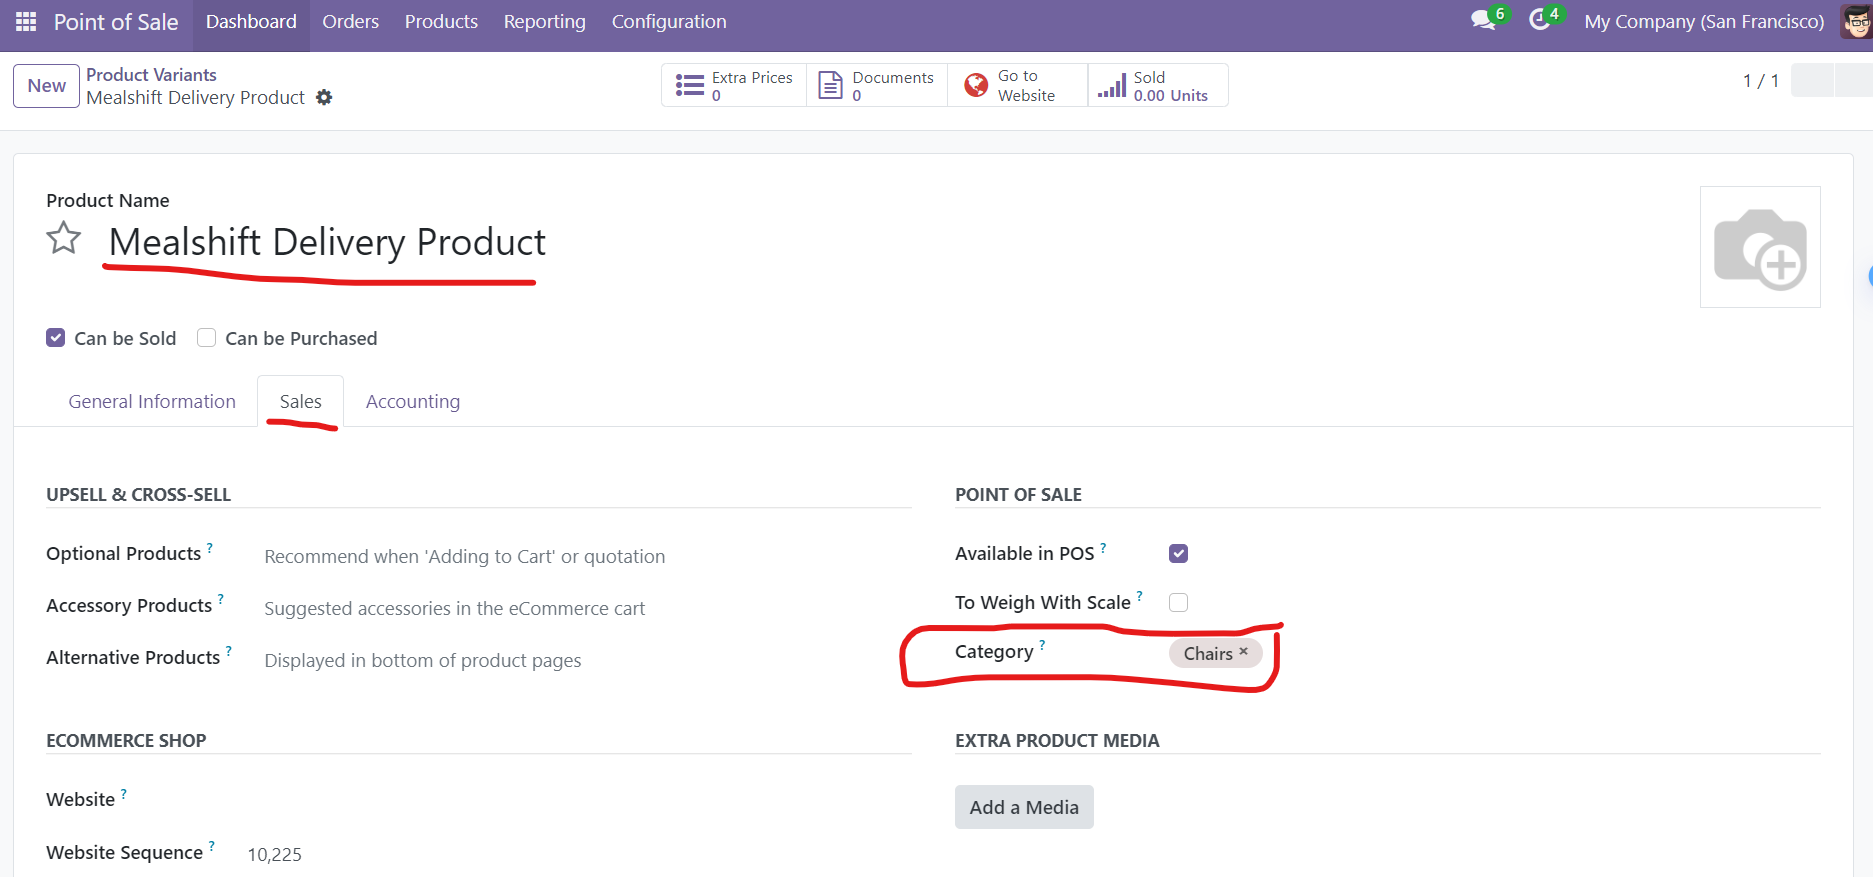 Point of Sale Dashboard Orders Products Reporting Configuration 6 4 My Company (San Francisco)
New
Product Variants
Mealshift Delivery Product
Extra Prices
0
Documents
0
Go to
Website
Sold
0.00 Units
1 / 1
Product Name
Mealshift Delivery Product
Can be Sold Can be Purchased
General Information Sales Accounting
UPSELL & CROSS-SELL
Optional Products ? Recommend when 'Adding to Cart' or quotation
Accessory Products ? Suggested accessories in the eCommerce cart
Alternative Products ? Displayed in bottom of product pages
POINT OF SALE
Available in POS ?
To Weigh With Scale ?
Category ? Chairs ×
ECOMMERCE SHOP
Website ?
Website Sequence ? 10,225
EXTRA PRODUCT MEDIA
Add a Media